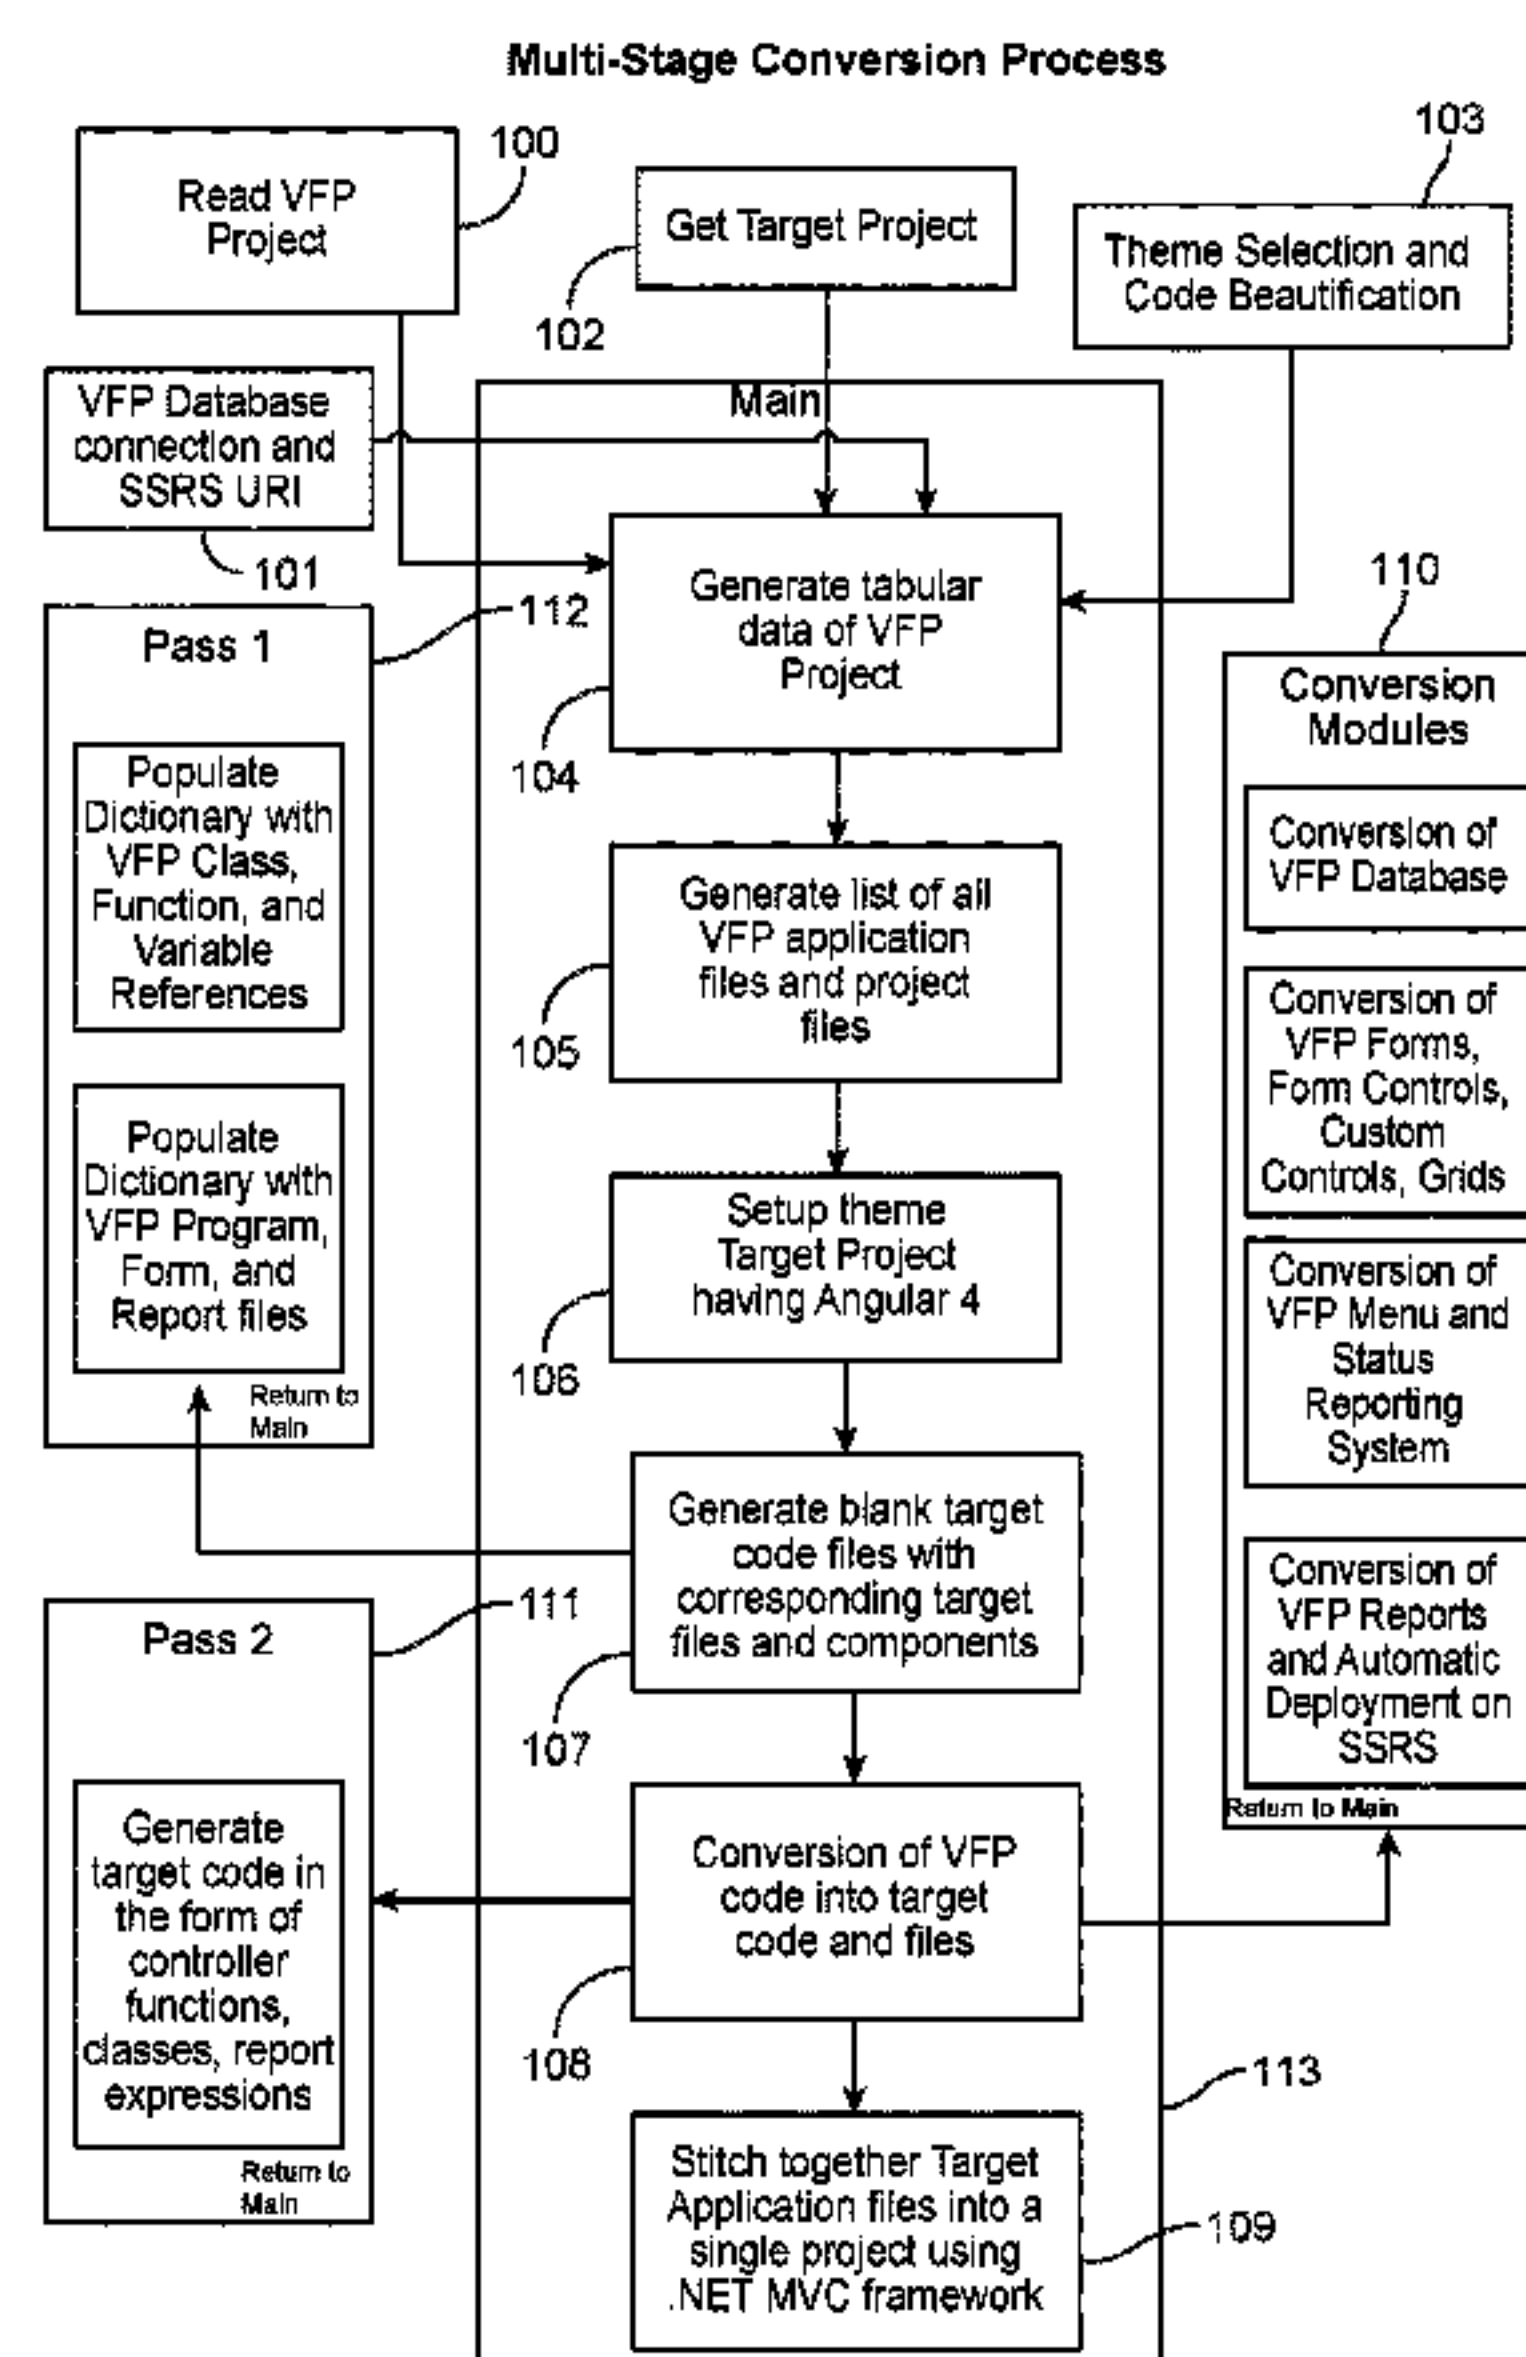 Multi-Stage Conversion Process
100
103
Read VFP
Project
Get Target Project
102
Theme Selection and
Code Beautification
VFP Database
connection and
SSRS URI
101
Main
Generate tabular
data of VFP
Project
104
112
Pass 1
Populate
Dictionary with
VFP Class,
Function, and
Variable
References
Populate
Dictionary with
VFP Program,
Form, and
Report files
Return to
Main
110
Conversion
Modules
Conversion of
VFP Database
Conversion of
VFP Forms,
Form Controls,
Custom
Controls, Grids
Conversion of
VFP Menu and
Status
Reporting
System
Conversion of
VFP Reports
and Automatic
Deployment on
SSRS
Return to Main
Generate list of all
VFP application
files and project
files
105
Setup theme
Target Project
having Angular 4
106
Generate blank target
code files with
corresponding target
files and components
107
111
Pass 2
Generate
target code in
the form of
controller
functions,
classes, report
expressions
Return to
Main
Conversion of VFP
code into target
code and files
108
113
Stitch together Target
Application files into a
single project using
.NET MVC framework
109